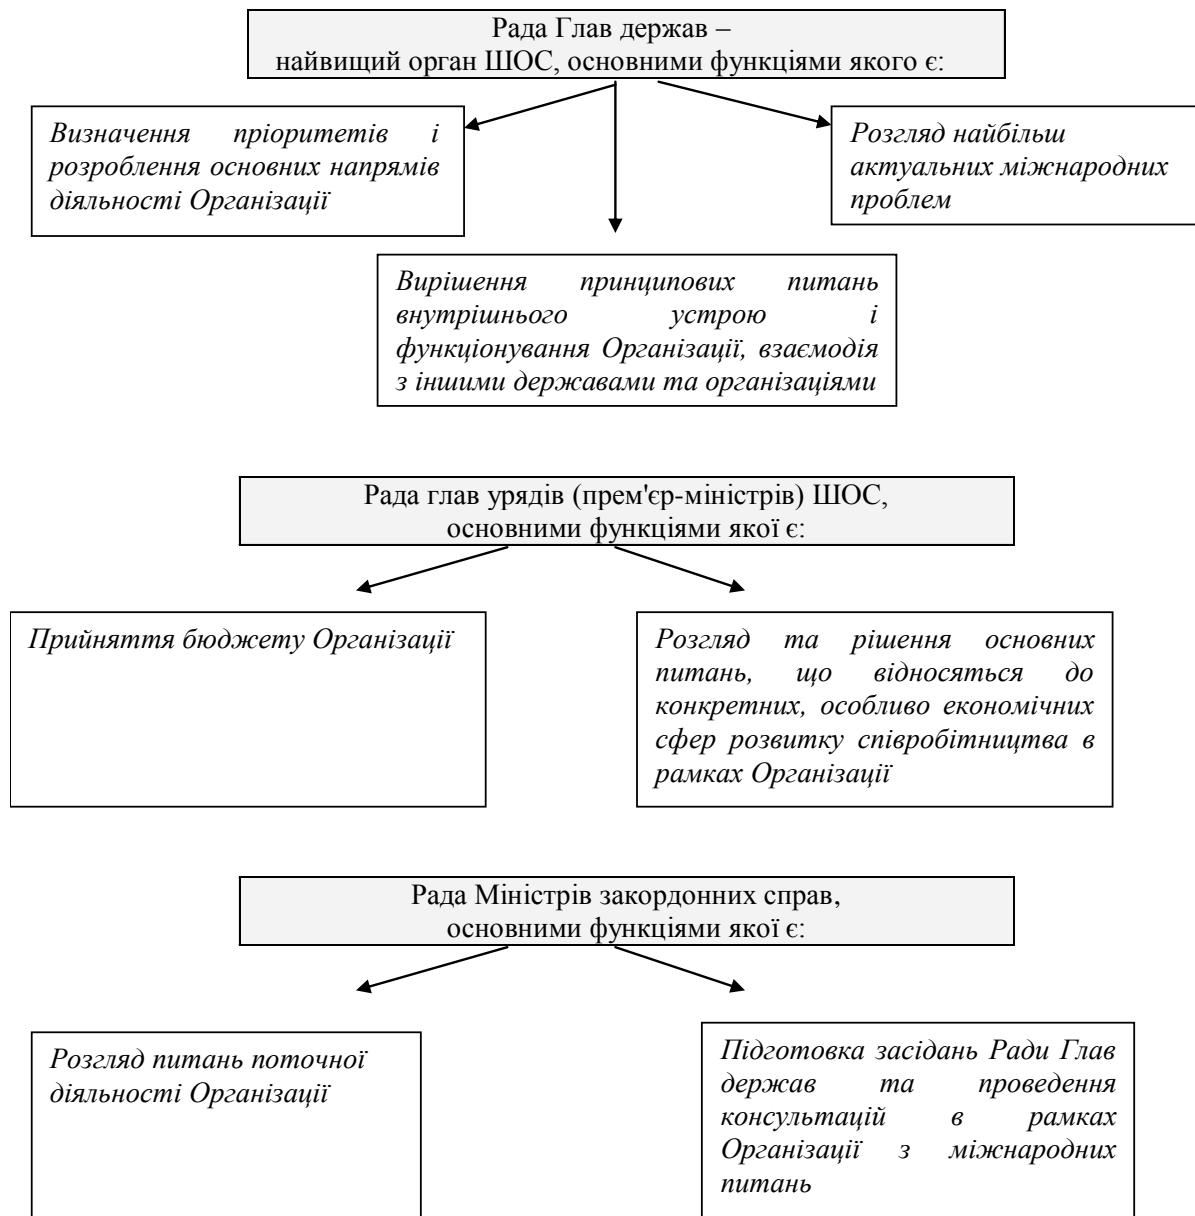 Рада Глав держав –
найвищий орган ШОС, основними функціями якого є:
Визначення пріоритетів і
розроблення основних напрямів
діяльності Організації
Розгляд найбільш
актуальних міжнародних
проблем
Вирішення принципових питань
внутрішнього устрою і
функціонування Організації, взаємодія
з іншими державами та організаціями
Рада глав урядів (прем'єр-міністрів) ШОС,
основними функціями якої є:
Прийняття бюджету Організації
Розгляд та рішення основних
питань, що відносяться до
конкретних, особливо економічних
сфер розвитку співробітництва в
рамках Організації
Рада Міністрів закордонних справ,
основними функціями якої є:
Розгляд питань поточної
діяльності Організації
Підготовка засідань Ради Глав
держав та проведення
консультацій в рамках
Організації з міжнародних
питань